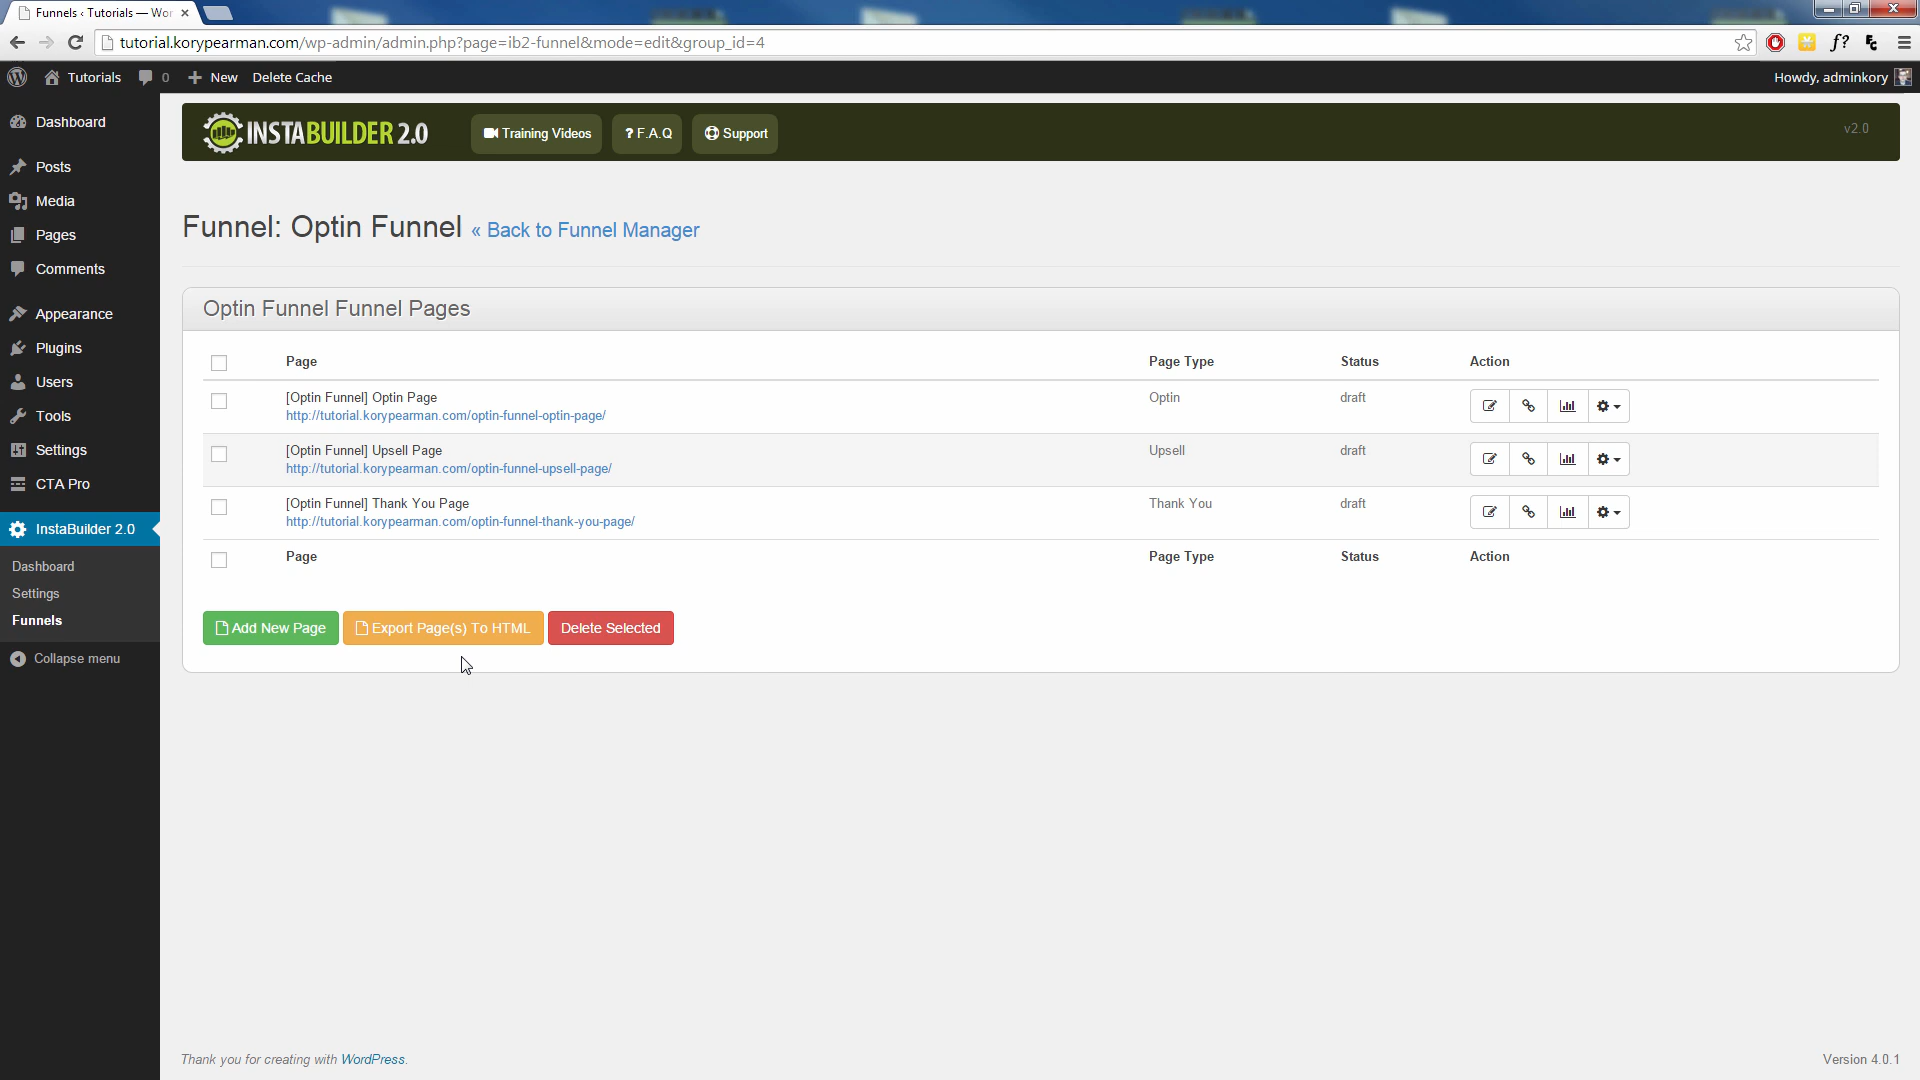 Funnels ‹ Tutorials — Wor
tutorial.korypearman.com/wp-admin/admin.php?page=ib2-funnel&mode=edit&group_id=4
Tutorials 0 New Delete Cache Howdy, adminkory
Dashboard
Posts
Media
Pages
Comments
Appearance
Plugins
Users
Tools
Settings
CTA Pro
InstaBuilder 2.0
Dashboard
Settings
Funnels
Collapse menu
INSTABUILDER 2.0 Training Videos ? F.A.Q Support v2.0
Funnel: Optin Funnel « Back to Funnel Manager
Optin Funnel Funnel Pages
Page Page Type Status Action
[Optin Funnel] Optin Page Optin draft
http://tutorial.korypearman.com/optin-funnel-optin-page/
[Optin Funnel] Upsell Page Upsell draft
http://tutorial.korypearman.com/optin-funnel-upsell-page/
[Optin Funnel] Thank You Page Thank You draft
http://tutorial.korypearman.com/optin-funnel-thank-you-page/
Page Page Type Status Action
Add New Page Export Page(s) To HTML Delete Selected
Thank you for creating with WordPress. Version 4.0.1